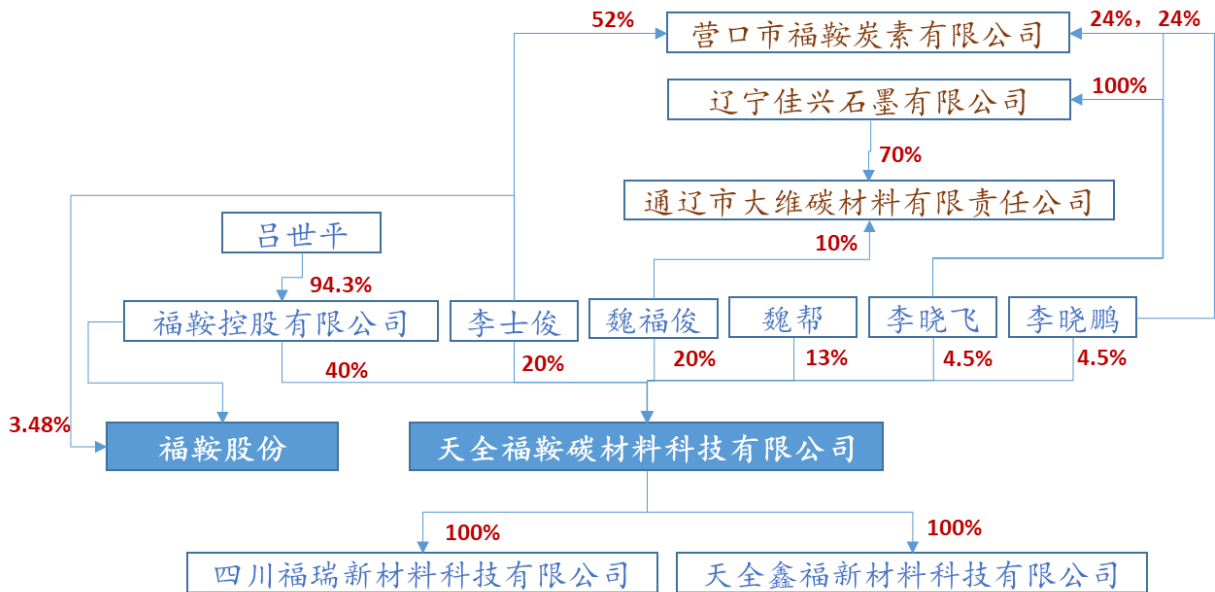 52%
营口市福鞍炭素有限公司
24%，24%
辽宁佳兴石墨有限公司
100%
70%
通辽市大维碳材料有限责任公司
吕世平
10%
94.3%
福鞍控股有限公司
李士俊
魏福俊
魏帮
李晓飞
李晓鹏
40%
20%
20%
13%
4.5%
4.5%
3.48%
福鞍股份
天全福鞍碳材料科技有限公司
100%
100%
四川福瑞新材料科技有限公司
天全鑫福新材料科技有限公司